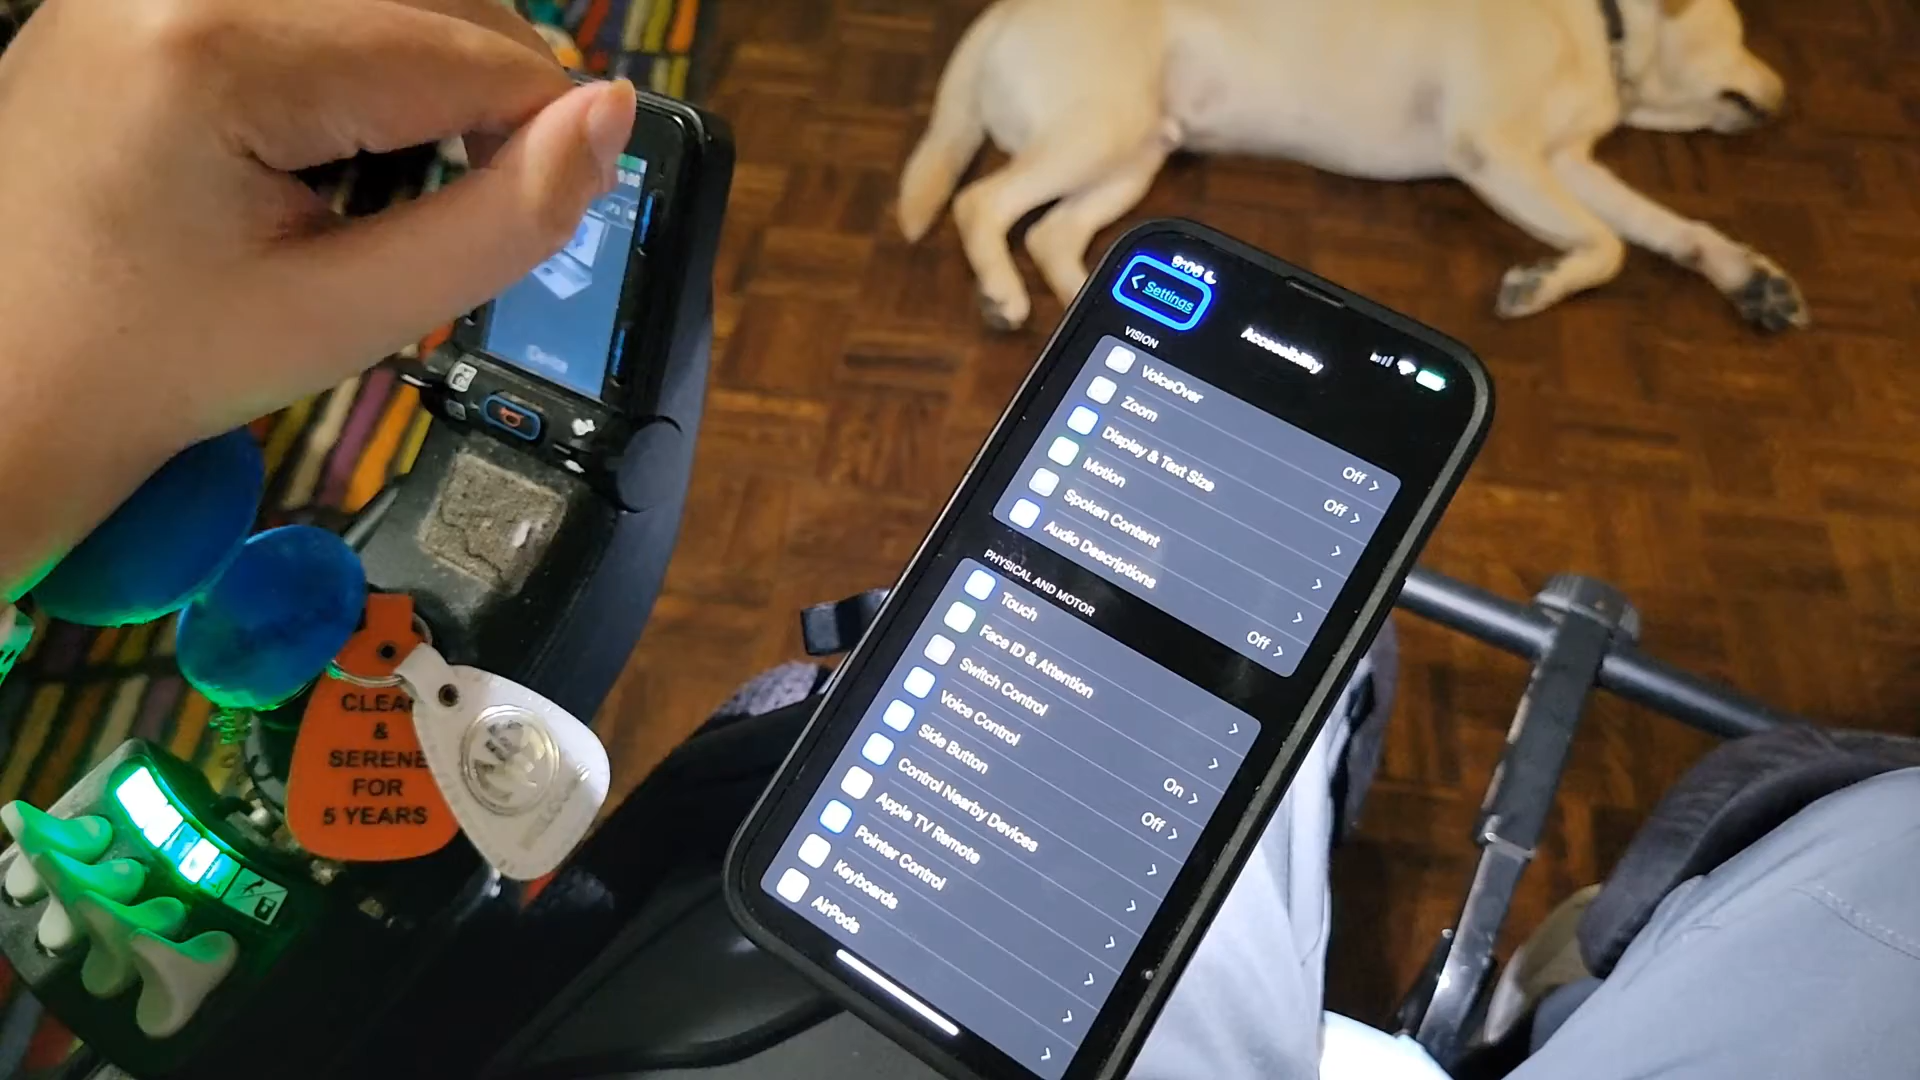 9:06
Settings
Accessibility
VISION
VoiceOver
Off
Zoom
Off
Display & Text Size
Motion
Spoken Content
Audio Descriptions
Off
PHYSICAL AND MOTOR
Touch
Face ID & Attention
Switch Control
On
Voice Control
Off
Side Button
Control Nearby Devices
Apple TV Remote
Pointer Control
Keyboards
AirPods
CLEAN
&
SERENE
FOR
5 YEARS